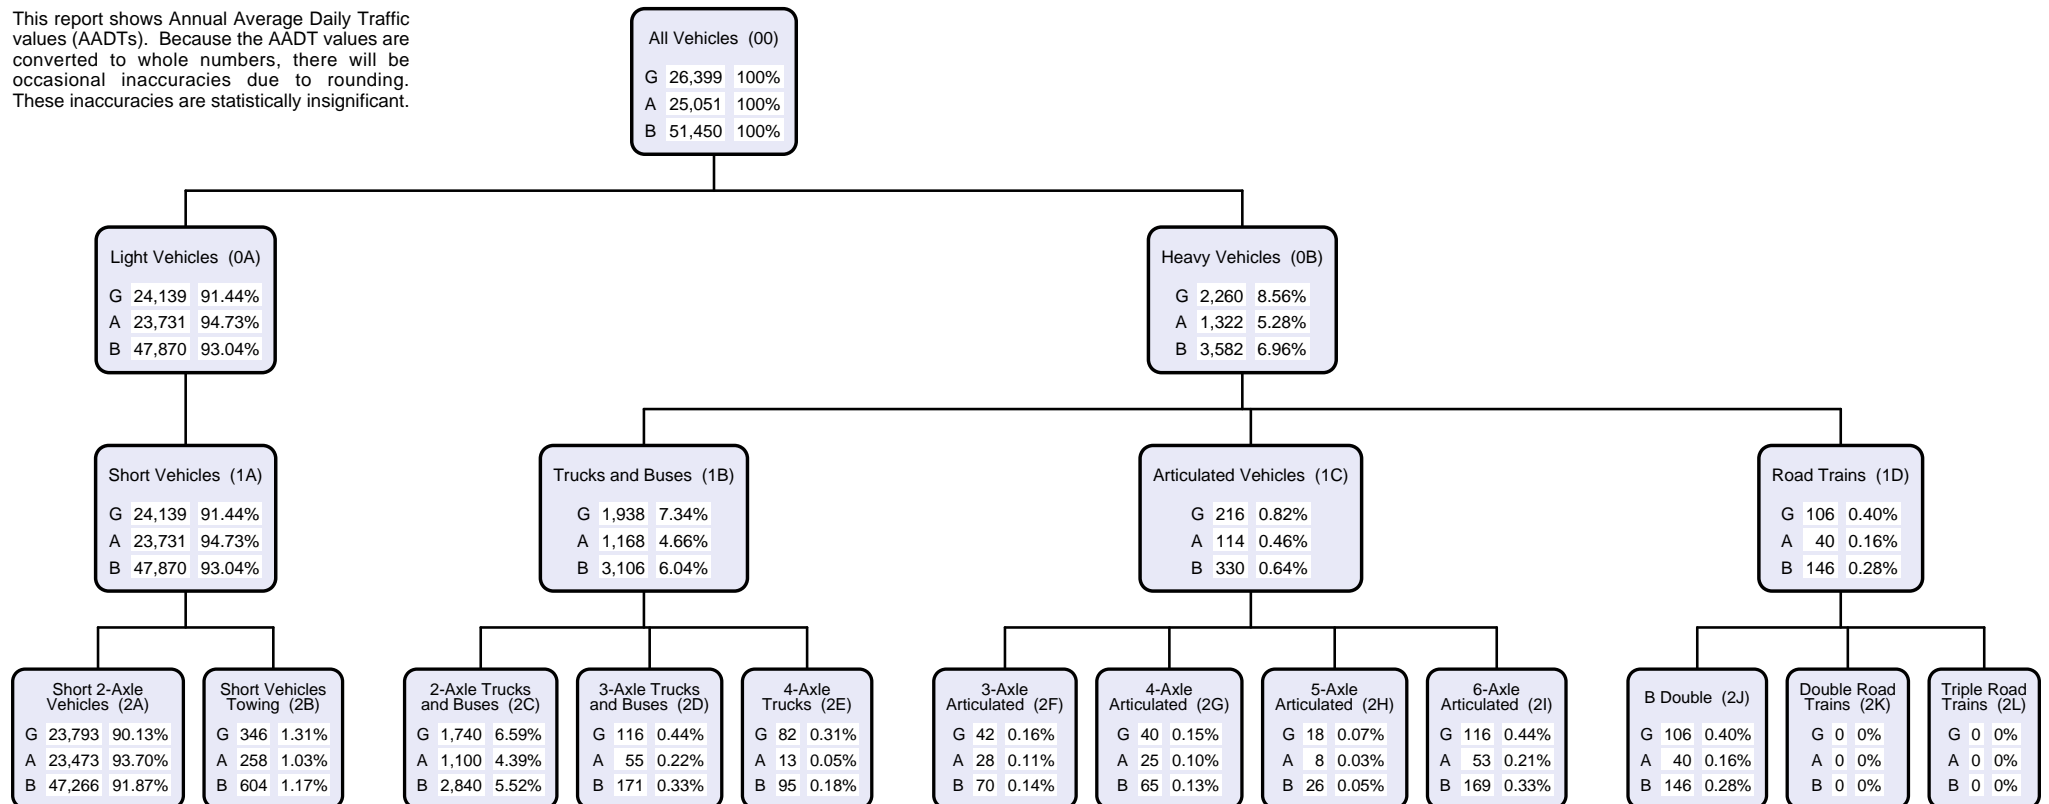 This report shows Annual Average Daily Traffic
values (AADTs). Because the AADT values are
converted to whole numbers, there will be
occasional inaccuracies due to rounding.
These inaccuracies are statistically insignificant.
All Vehicles (00)
G 26,399 100%
A 25,051 100%
B 51,450 100%
Light Vehicles (0A)
G 24,139 91.44%
A 23,731 94.73%
B 47,870 93.04%
Heavy Vehicles (0B)
G 2,260 8.56%
A 1,322 5.28%
B 3,582 6.96%
Short Vehicles (1A)
G 24,139 91.44%
A 23,731 94.73%
B 47,870 93.04%
Trucks and Buses (1B)
G 1,938 7.34%
A 1,168 4.66%
B 3,106 6.04%
Articulated Vehicles (1C)
G 216 0.82%
A 114 0.46%
B 330 0.64%
Road Trains (1D)
G 106 0.40%
A 40 0.16%
B 146 0.28%
Short 2-Axle
Vehicles (2A)
G 23,793 90.13%
A 23,473 93.70%
B 47,266 91.87%
Short Vehicles
Towing (2B)
G 346 1.31%
A 258 1.03%
B 604 1.17%
2-Axle Trucks
and Buses (2C)
G 1,740 6.59%
A 1,100 4.39%
B 2,840 5.52%
3-Axle Trucks
and Buses (2D)
G 116 0.44%
A 55 0.22%
B 171 0.33%
4-Axle
Trucks (2E)
G 82 0.31%
A 13 0.05%
B 95 0.18%
3-Axle
Articulated (2F)
G 42 0.16%
A 28 0.11%
B 70 0.14%
4-Axle
Articulated (2G)
G 40 0.15%
A 25 0.10%
B 65 0.13%
5-Axle
Articulated (2H)
G 18 0.07%
A 8 0.03%
B 26 0.05%
6-Axle
Articulated (2I)
G 116 0.44%
A 53 0.21%
B 169 0.33%
B Double (2J)
G 106 0.40%
A 40 0.16%
B 146 0.28%
Double Road
Trains (2K)
G 0 0%
A 0 0%
B 0 0%
Triple Road
Trains (2L)
G 0 0%
A 0 0%
B 0 0%